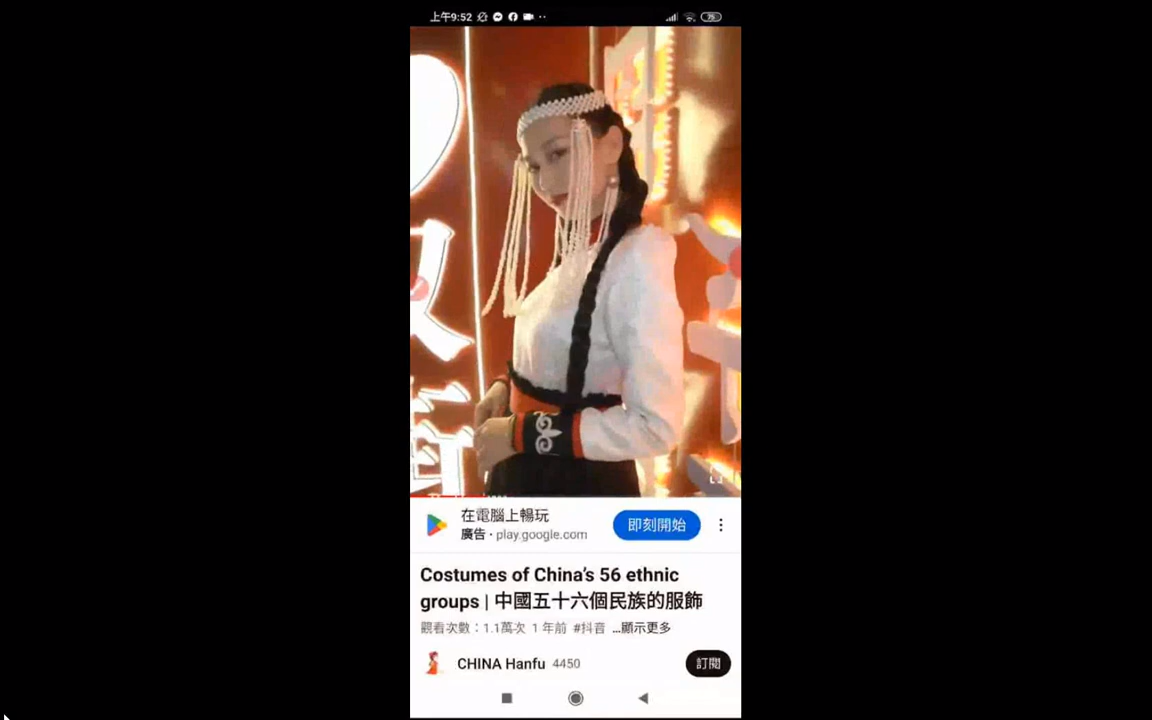 上午9:52
75
在電腦上暢玩
廣告 · play.google.com
即刻開始
Costumes of China's 56 ethnic
groups | 中國五十六個民族的服飾
觀看次數：1.1萬次 1 年前 #抖音 ...顯示更多
CHINA Hanfu 4450
訂閱